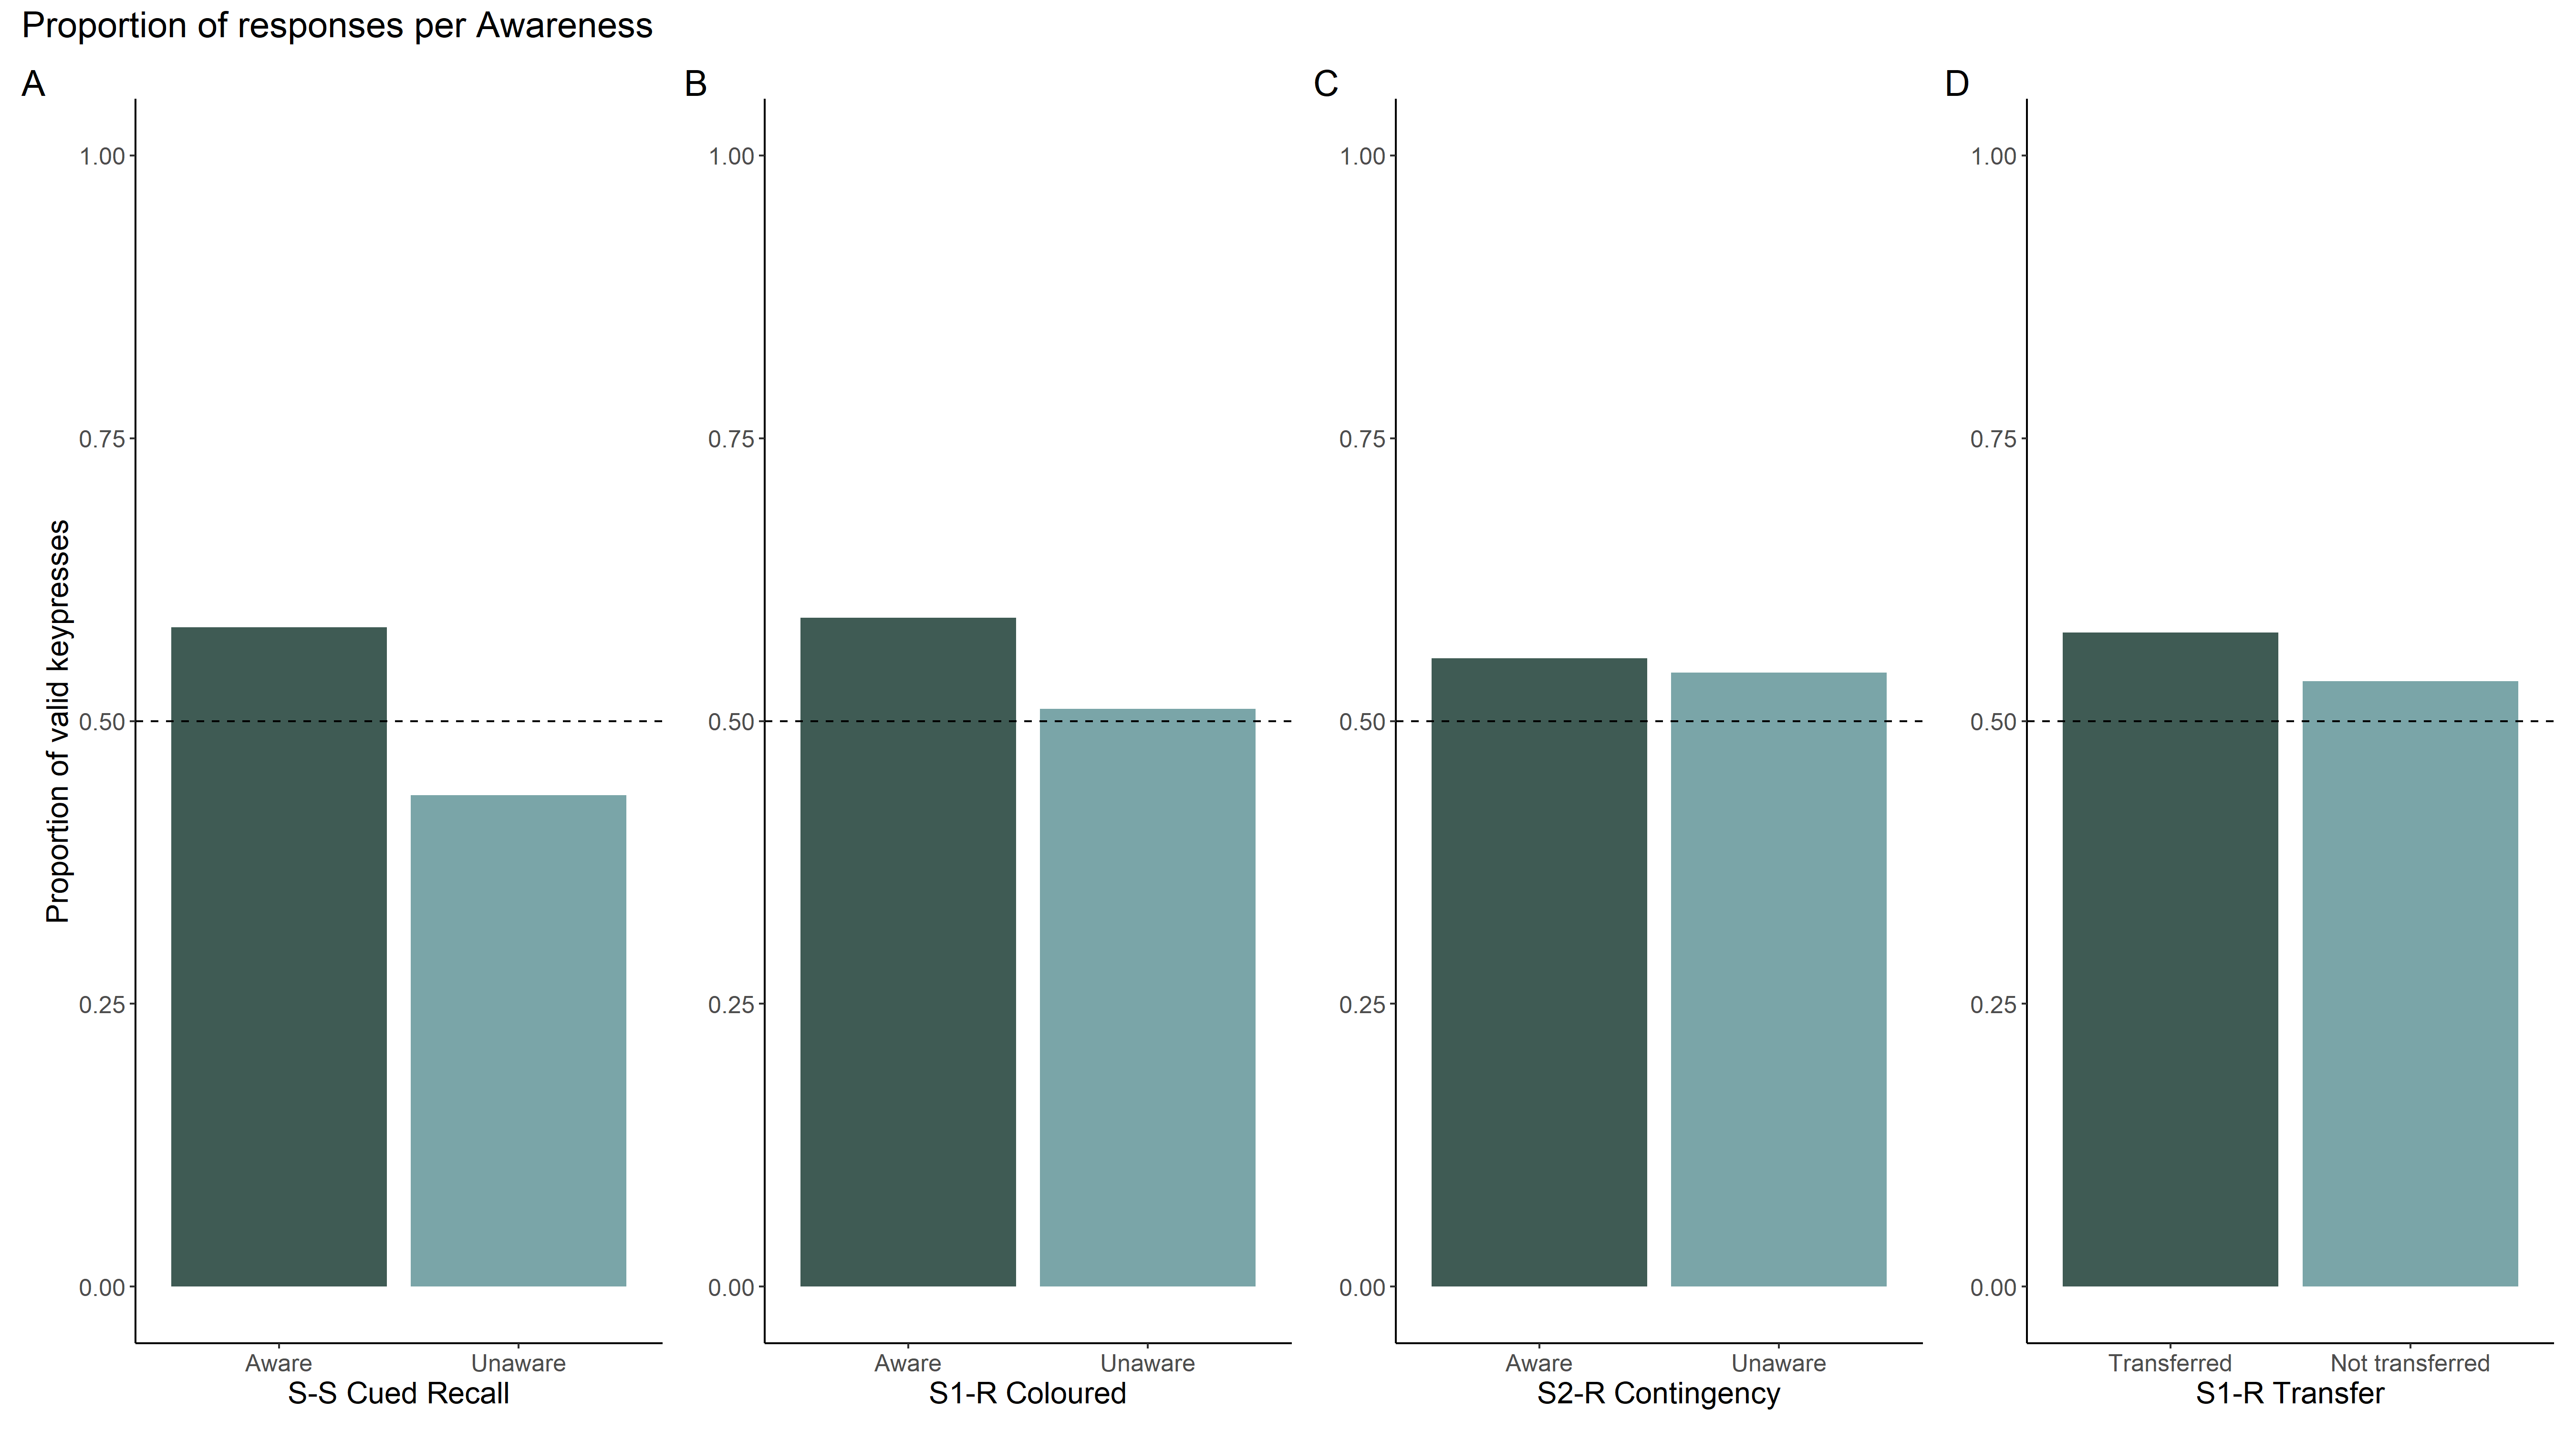 Proportion of responses per Awareness
A
B
C
D
Proportion of valid keypresses
1.00
0.75
0.50
0.25
0.00
Aware
Unaware
S-S Cued Recall
1.00
0.75
0.50
0.25
0.00
Aware
Unaware
S1-R Coloured
1.00
0.75
0.50
0.25
0.00
Aware
Unaware
S2-R Contingency
1.00
0.75
0.50
0.25
0.00
Transferred
Not transferred
S1-R Transfer